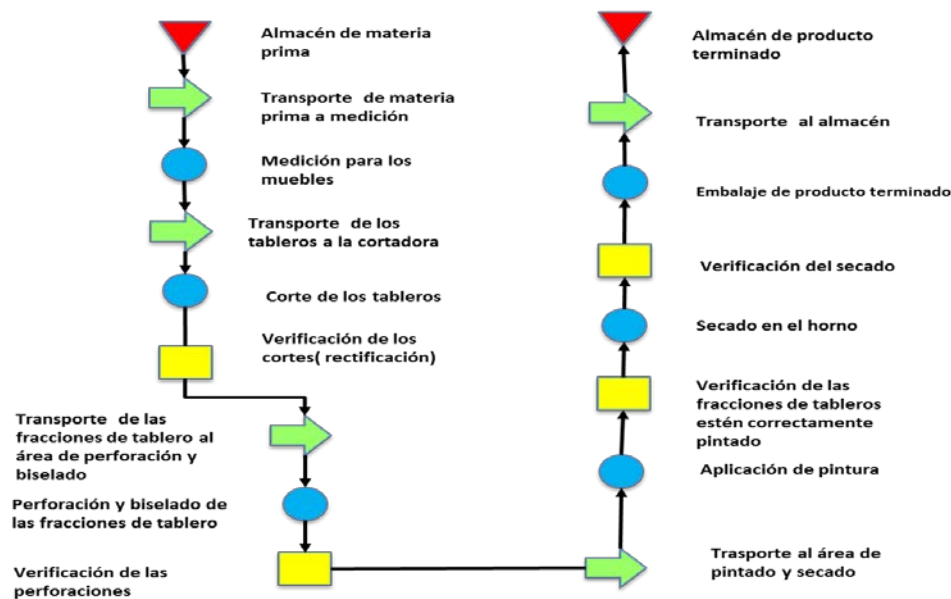 Almacén de materia
prima
Transporte de materia
prima a medición
Medición para los
muebles
Transporte de los
tableros a la cortadora
Corte de los tableros
Verificación de los
cortes( rectificación)
Transporte de las
fracciones de tablero al
área de perforación y
biselado
Perforación y biselado de
las fracciones de tablero
Verificación de las
perforaciones
Trasporte al área de
pintado y secado
Aplicación de pintura
Verificación de las
fracciones de tableros
estén correctamente
pintado
Secado en el horno
Verificación del secado
Embalaje de producto terminado
Transporte al almacén
Almacén de producto
terminado